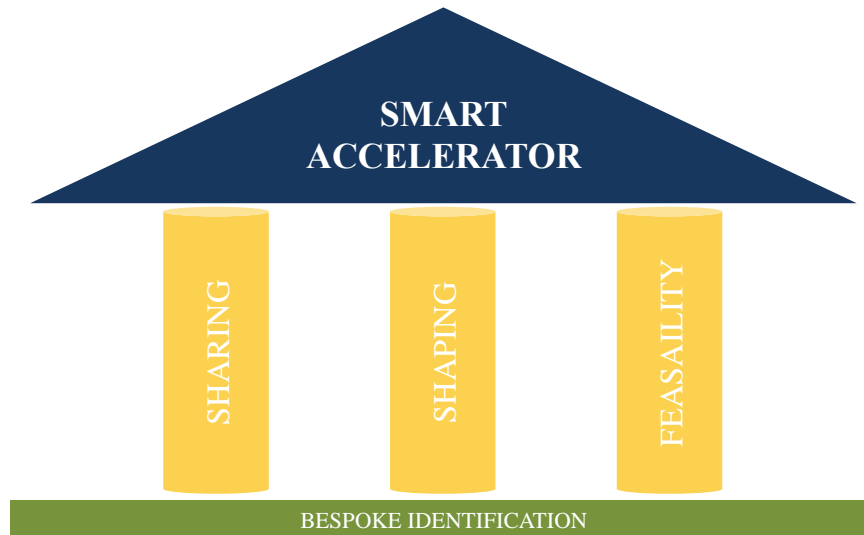 SMART
ACCELERATOR
SHARING
SHAPING
FEASAILITY
BESPOKE IDENTIFICATION